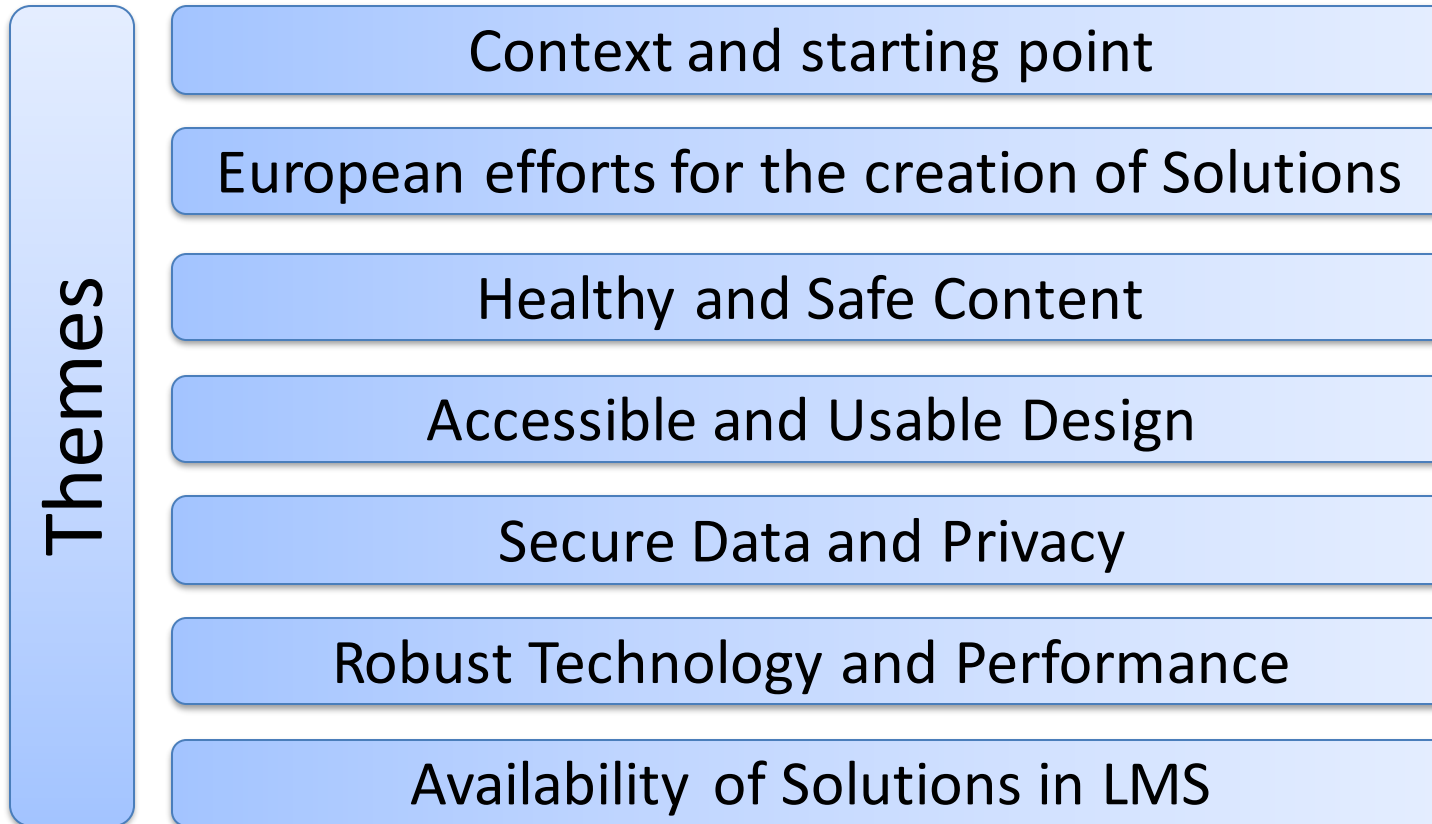 Themes
Context and starting point
European efforts for the creation of Solutions
Healthy and Safe Content
Accessible and Usable Design
Secure Data and Privacy
Robust Technology and Performance
Availability of Solutions in LMS